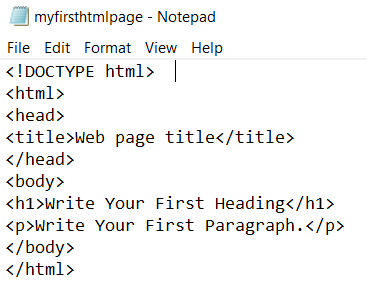 myfirsthtmlpage - Notepad
File Edit Format View Help
<!DOCTYPE html>
<html>
<head>
<title>Web page title</title>
</head>
<body>
<h1>Write Your First Heading</h1>
<p>Write Your First Paragraph.</p>
</body>
</html>